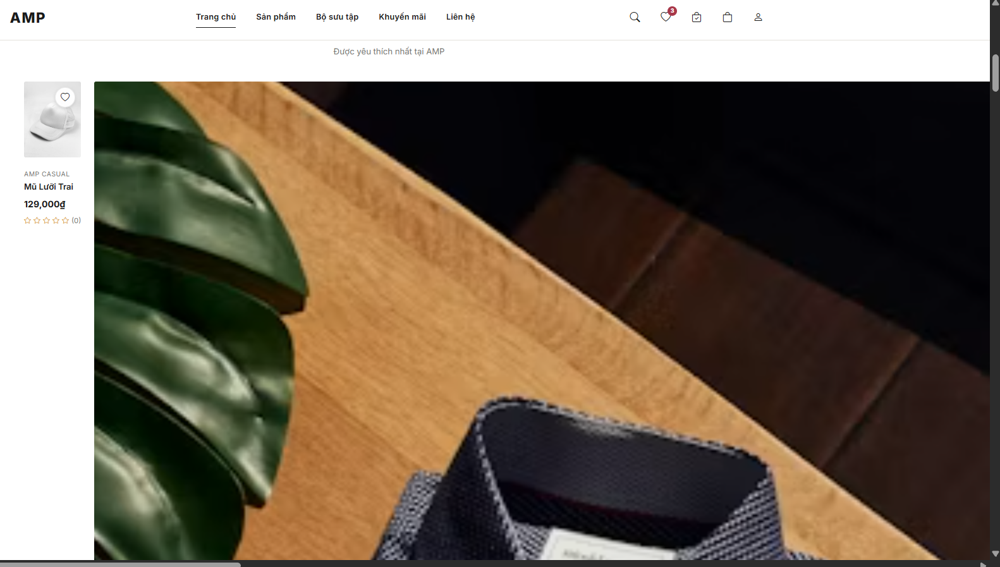 AMP
Trang chủ
Sản phẩm
Bộ sưu tập
Khuyến mãi
Liên hệ
3
Được yêu thích nhất tại AMP
AMP CASUAL
Mũ Lưỡi Trai
129,000₫
(0)